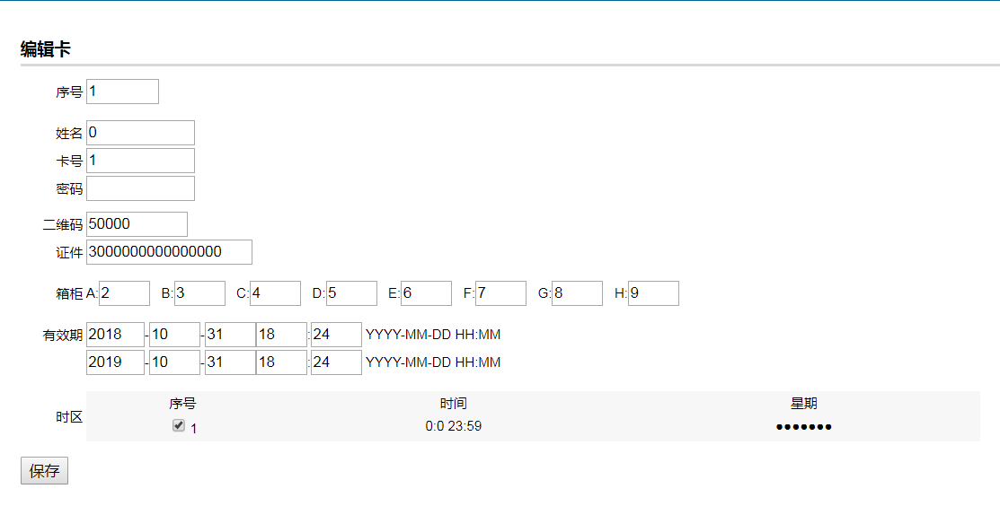 编辑卡
序号 1
姓名 0
卡号 1
密码
二维码 50000
证件 3000000000000000
箱柜 A: 2 B: 3 C: 4 D: 5 E: 6 F: 7 G: 8 H: 9
有效期 2018 - 10 - 31 18 : 24 YYYY-MM-DD HH:MM
2019 - 10 - 31 18 : 24 YYYY-MM-DD HH:MM
序号 时间 星期
时区
1 0:0 23:59 ●●●●●●●
保存